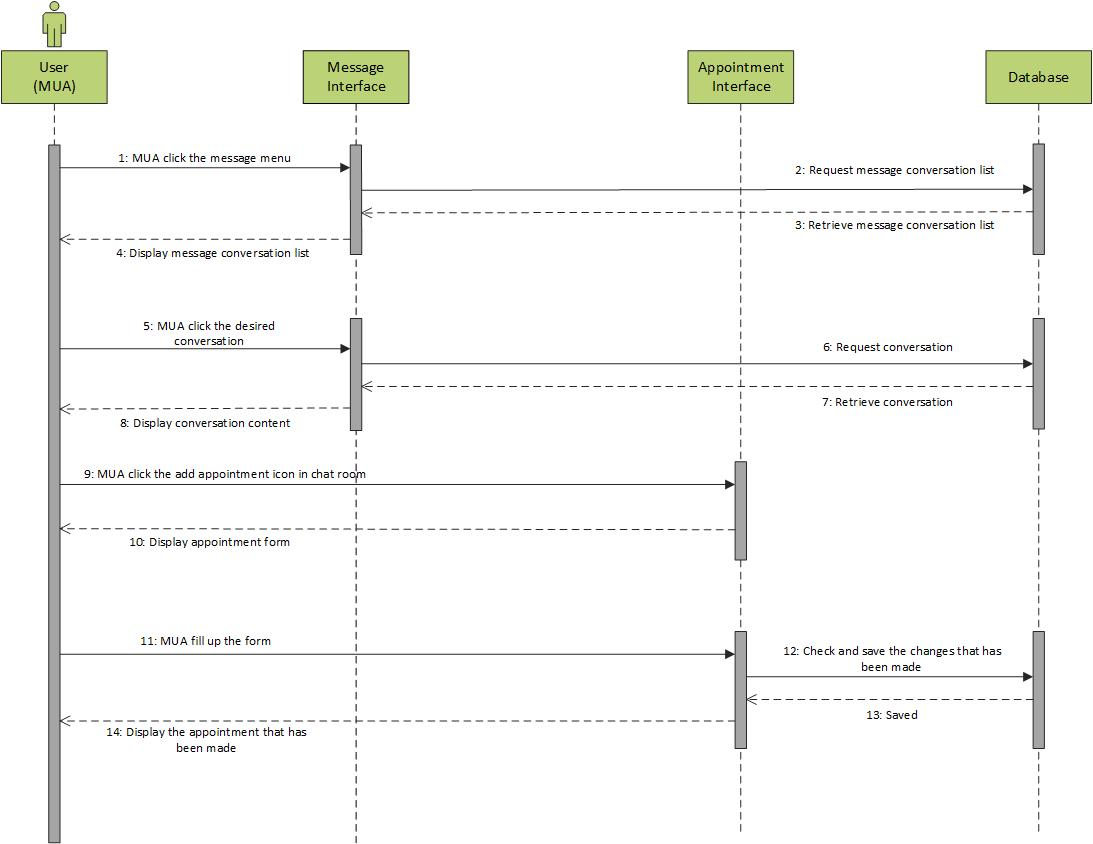 User
(MUA)
Message
Interface
Appointment
Interface
Database
1: MUA click the message menu
2: Request message conversation list
3: Retrieve message conversation list
4: Display message conversation list
5: MUA click the desired
conversation
6: Request conversation
7: Retrieve conversation
8: Display conversation content
9: MUA click the add appointment icon in chat room
10: Display appointment form
11: MUA fill up the form
12: Check and save the changes that has
been made
13: Saved
14: Display the appointment that has
been made